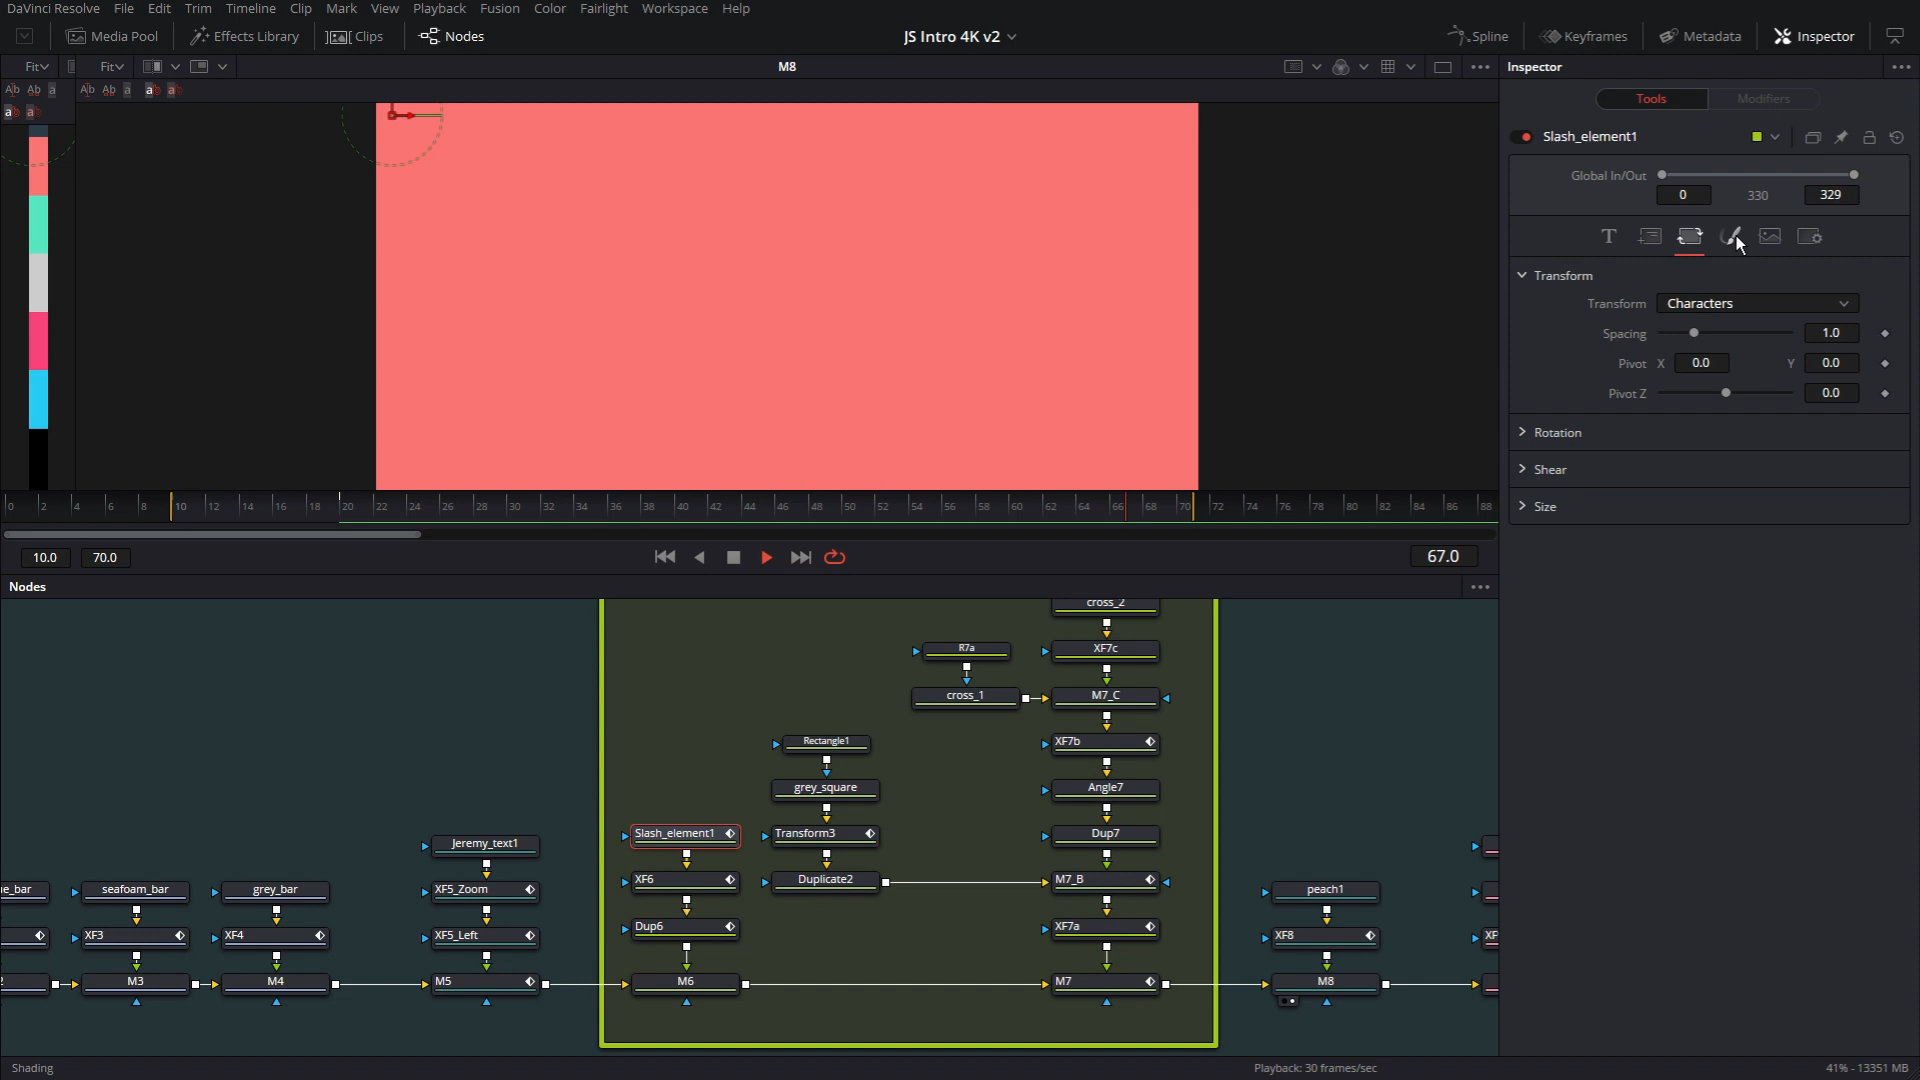 DaVinci Resolve File Edit Trim Timeline Clip Mark View Playback Fusion Color Fairlight Workspace Help
Media Pool Effects Library Clips Nodes JS Intro 4K v2 Spline Keyframes Metadata Inspector
Fit Fit M8 Inspector
Tools Modifiers
Slash_element1
Global In/Out
0 330 329
T
Transform
Transform Characters
Spacing 1.0
Pivot X 0.0 Y 0.0
Pivot Z 0.0
Rotation
Shear
Size
0 2 4 6 8 10 12 14 16 18 20 22 24 26 28 30 32 34 36 38 40 42 44 46 48 50 52 54 56 58 60 62 64 66 68 70 72 74 76 78 80 82 84 86 88
10.0 70.0 67.0
Nodes
cross_2
R7a XF7c
cross_1 M7_C
Rectangle1 XF7b
grey_square Angle7
Jeremy_text1 Slash_element1 Transform3 Dup7
seafoam_bar grey_bar XF5_Zoom XF6 Duplicate2 M7_B peach1
XF3 XF4 XF5_Left Dup6 XF7a XF8
M3 M4 M5 M6 M7 M8
Shading Playback: 30 frames/sec 41% - 13351 MB